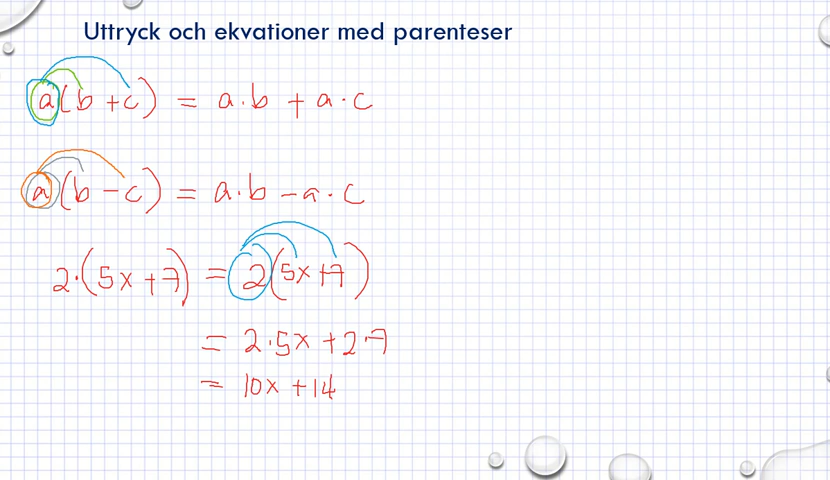 Uttryck och ekvationer med parenteser
a(b + c) = a·b + a·c
a(b − c) = a·b − a·c
2·(5x + 7) = 2(5x + 7)
= 2·5x + 2·7
= 10x + 14